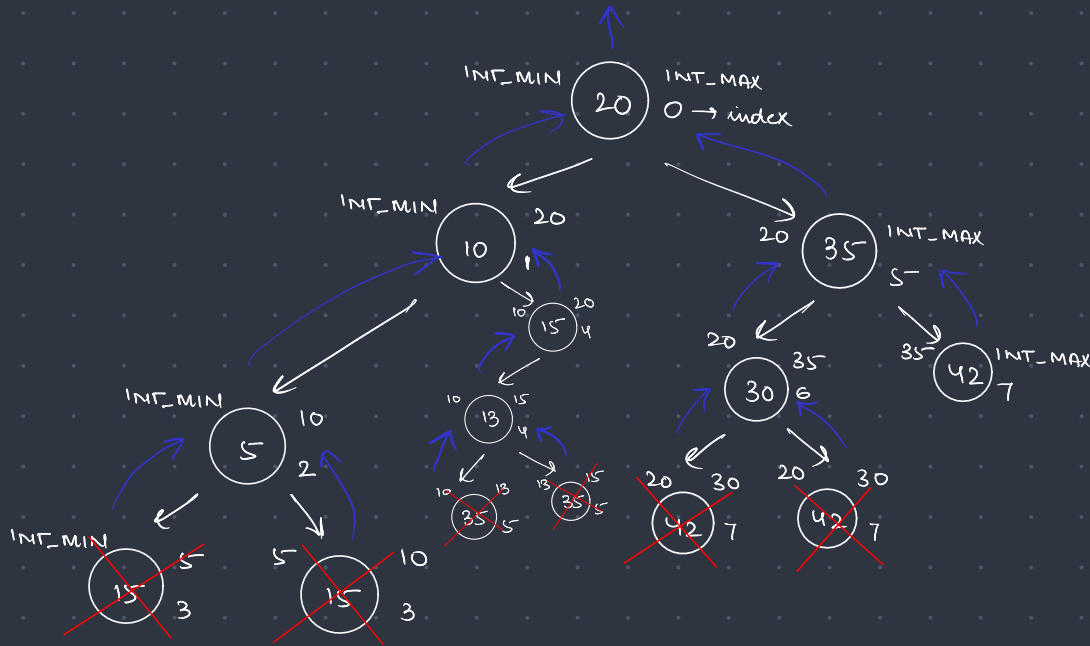 INT_MIN 20 INT_MAX
0 → index
INT_MIN 10 20
1
20 35 INT_MAX
5
10 15 20
4
20 30 35
6
35 42 INT_MAX
7
INT_MIN 5 10
2
10 13 15
4
10 35 13
5
13 35 15
5
20 42 30
7
20 42 30
7
INT_MIN 15 5
3
5 15 10
3